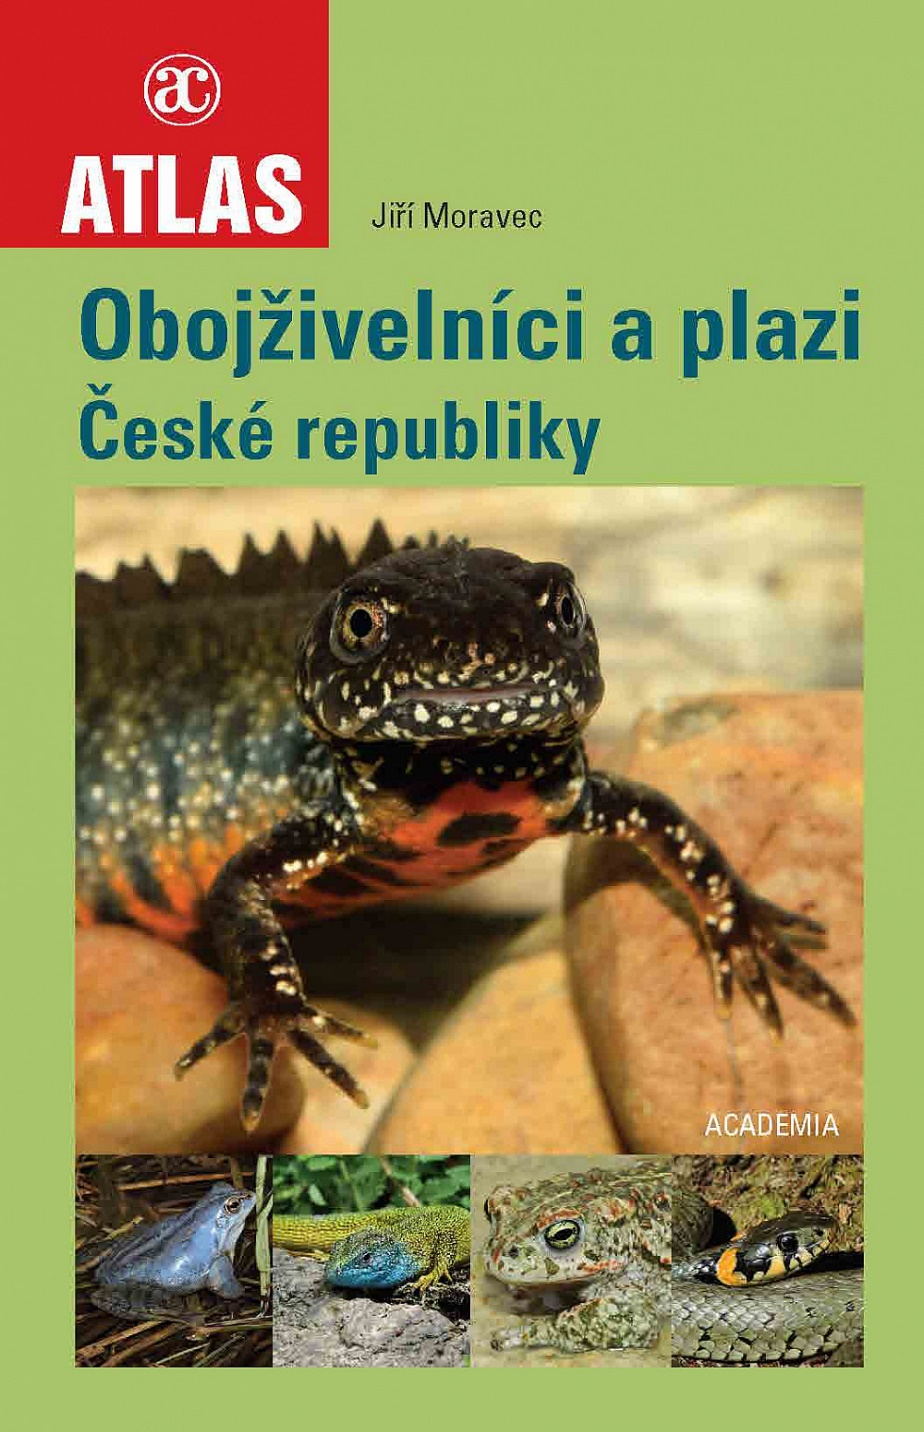 ac
ATLAS
Jiří Moravec
Obojživelníci a plazi
České republiky
ACADEMIA